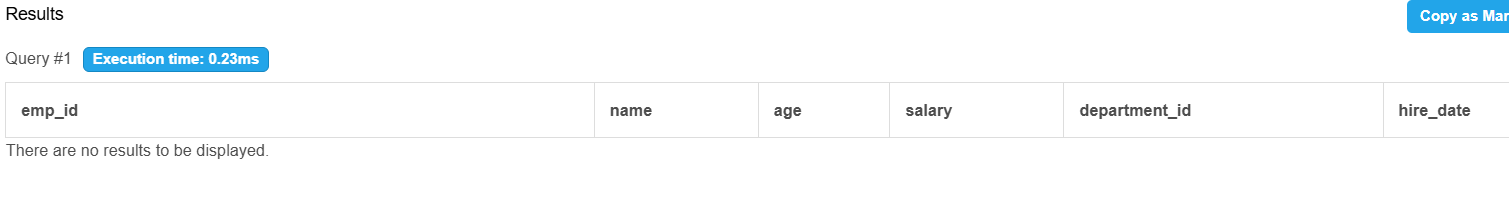 Results
Copy as Mar
Query #1 Execution time: 0.23ms
emp_id name age salary department_id hire_date
There are no results to be displayed.